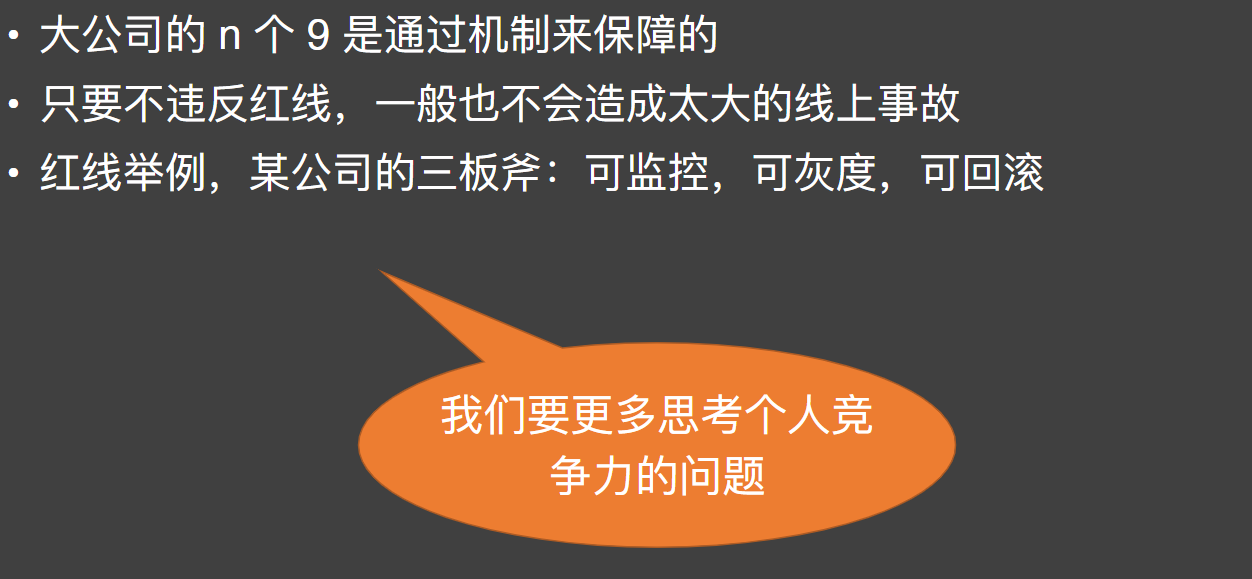 • 大公司的 n 个 9 是通过机制来保障的
• 只要不违反红线，一般也不会造成太大的线上事故
• 红线举例，某公司的三板斧：可监控，可灰度，可回滚
我们要更多思考个人竞
争力的问题